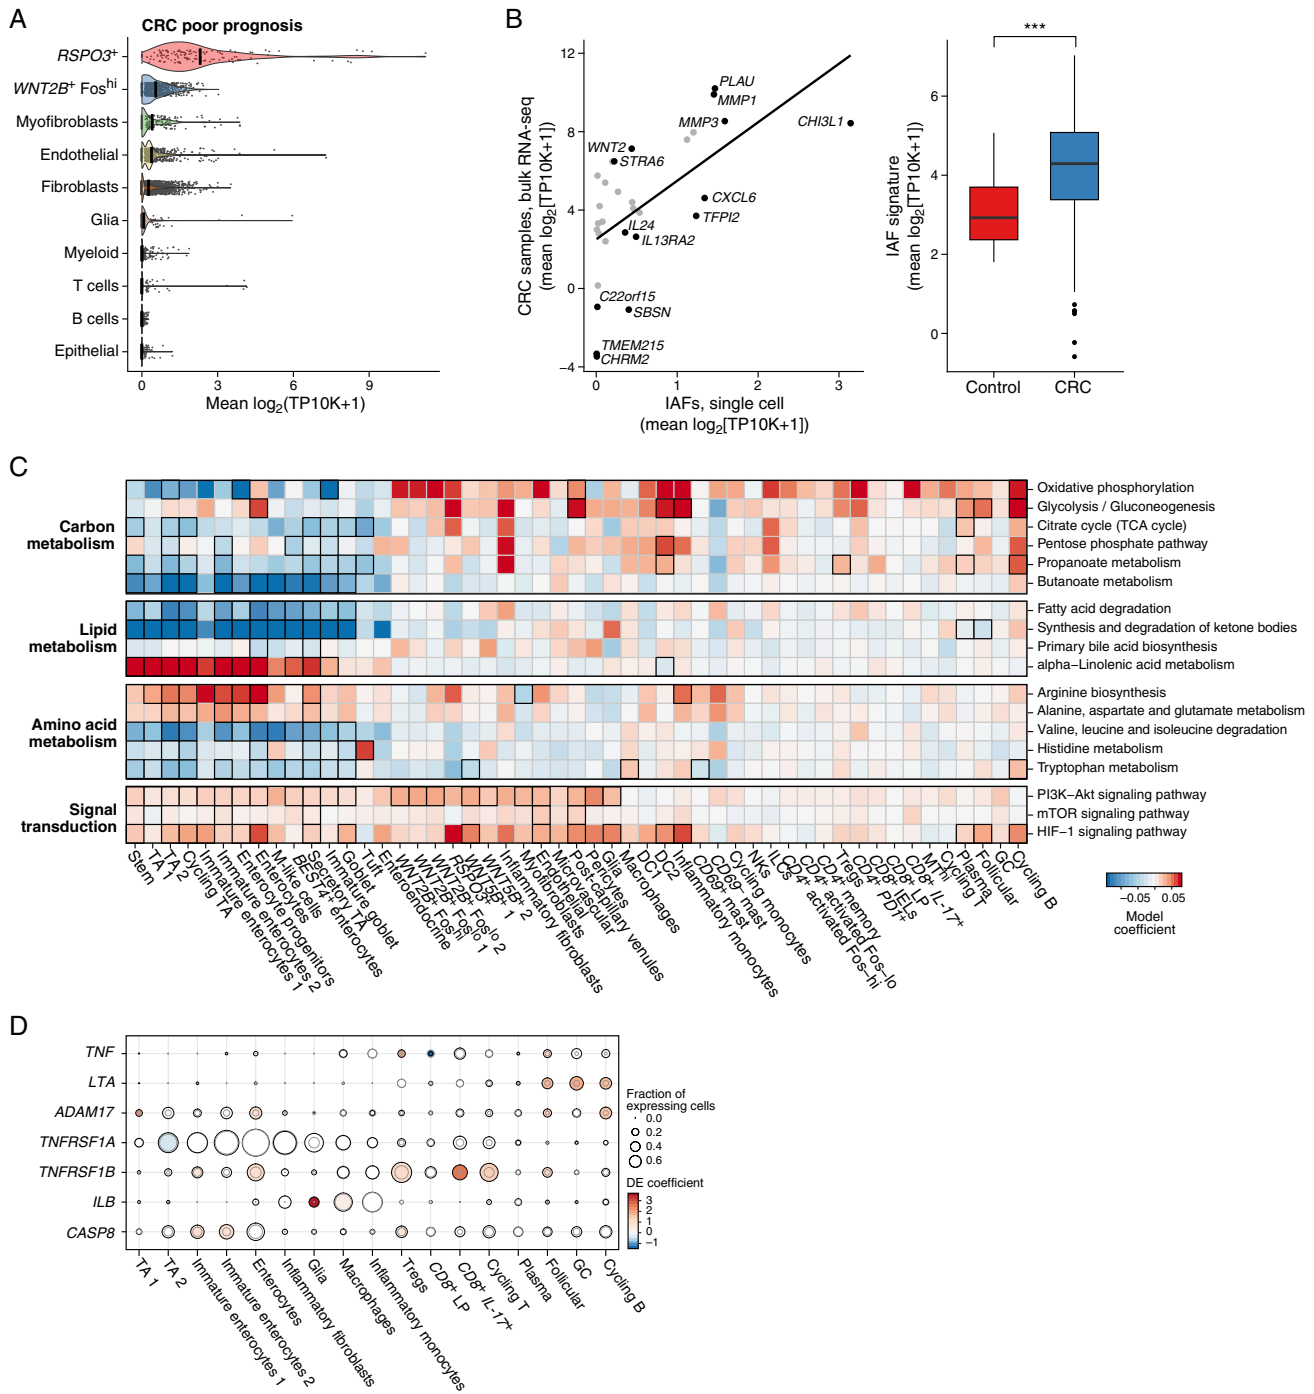 A
CRC poor prognosis
RSPO3+
WNT2B+ Fos^hi
Myofibroblasts
Endothelial
Fibroblasts
Glia
Myeloid
T cells
B cells
Epithelial
0 3 6 9
Mean log2(TP10K+1)
B
CRC samples, bulk RNA-seq
(mean log2[TP10K+1])
12
8
4
0
−4
PLAU
MMP1
MMP3
CHI3L1
WNT2
STRA6
CXCL6
TFPI2
IL24
IL13RA2
C22orf15
SBSN
TMEM215
CHRM2
0 1 2 3
IAFs, single cell
(mean log2[TP10K+1])
***
IAF signature
(mean log2[TP10K+1])
6
4
2
0
Control CRC
C
Carbon
metabolism
Oxidative phosphorylation
Glycolysis / Gluconeogenesis
Citrate cycle (TCA cycle)
Pentose phosphate pathway
Propanoate metabolism
Butanoate metabolism
Lipid
metabolism
Fatty acid degradation
Synthesis and degradation of ketone bodies
Primary bile acid biosynthesis
alpha−Linolenic acid metabolism
Amino acid
metabolism
Arginine biosynthesis
Alanine, aspartate and glutamate metabolism
Valine, leucine and isoleucine degradation
Histidine metabolism
Tryptophan metabolism
Signal
transduction
PI3K−Akt signaling pathway
mTOR signaling pathway
HIF−1 signaling pathway
Stem
TA 1
TA 2
Cycling TA
Immature enterocytes 1
Immature enterocytes 2
Enterocyte progenitors
Enterocytes
M-like cells
BEST4+ enterocytes
Secretory TA
Immature goblet
Goblet
Tuft
Enteroendocrine
WNT2B+ Fos^hi
WNT2B+ Fos^lo 1
WNT2B+ Fos^lo 2
RSPO3+
WNT5B+ 1
WNT5B+ 2
Inflammatory fibroblasts
Myofibroblasts
Endothelial
Microvascular
Post-capillary venules
Pericytes
Glia
Macrophages
DC1
DC2
Inflammatory monocytes
CD69+ mast
CD69− mast
Cycling monocytes
NKs
ILCs
CD4+ activated Fos−hi
CD4+ activated Fos−lo
CD4+ memory
Tregs
CD4+ PD1+
CD8+ IELs
CD8+ LP
CD8+ IL-17+
MT^hi
Cycling T
Plasma
Follicular
GC
Cycling B
−0.05 0.05
Model
coefficient
D
TNF
LTA
ADAM17
TNFRSF1A
TNFRSF1B
ILB
CASP8
TA 1
TA 2
Immature enterocytes 1
Immature enterocytes 2
Enterocytes
Inflammatory fibroblasts
Glia
Macrophages
Inflammatory monocytes
Tregs
CD8+ LP
CD8+ IL-17+
Cycling T
Plasma
Follicular
GC
Cycling B
Fraction of
expressing cells
0.0
0.2
0.4
0.6
DE coefficient
3
2
1
0
−1